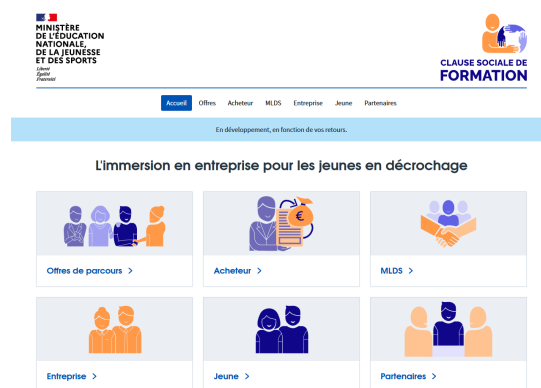 MINISTÈRE
DE L'ÉDUCATION
NATIONALE,
DE LA JEUNESSE
ET DES SPORTS
Liberté
Égalité
Fraternité
CLAUSE SOCIALE DE
FORMATION
Accueil Offres Acheteur MLDS Entreprise Jeune Partenaires
En développement, en fonction de vos retours.
L'immersion en entreprise pour les jeunes en décrochage
€
Offres de parcours >
Acheteur >
MLDS >
Entreprise >
Jeune >
Partenaires >